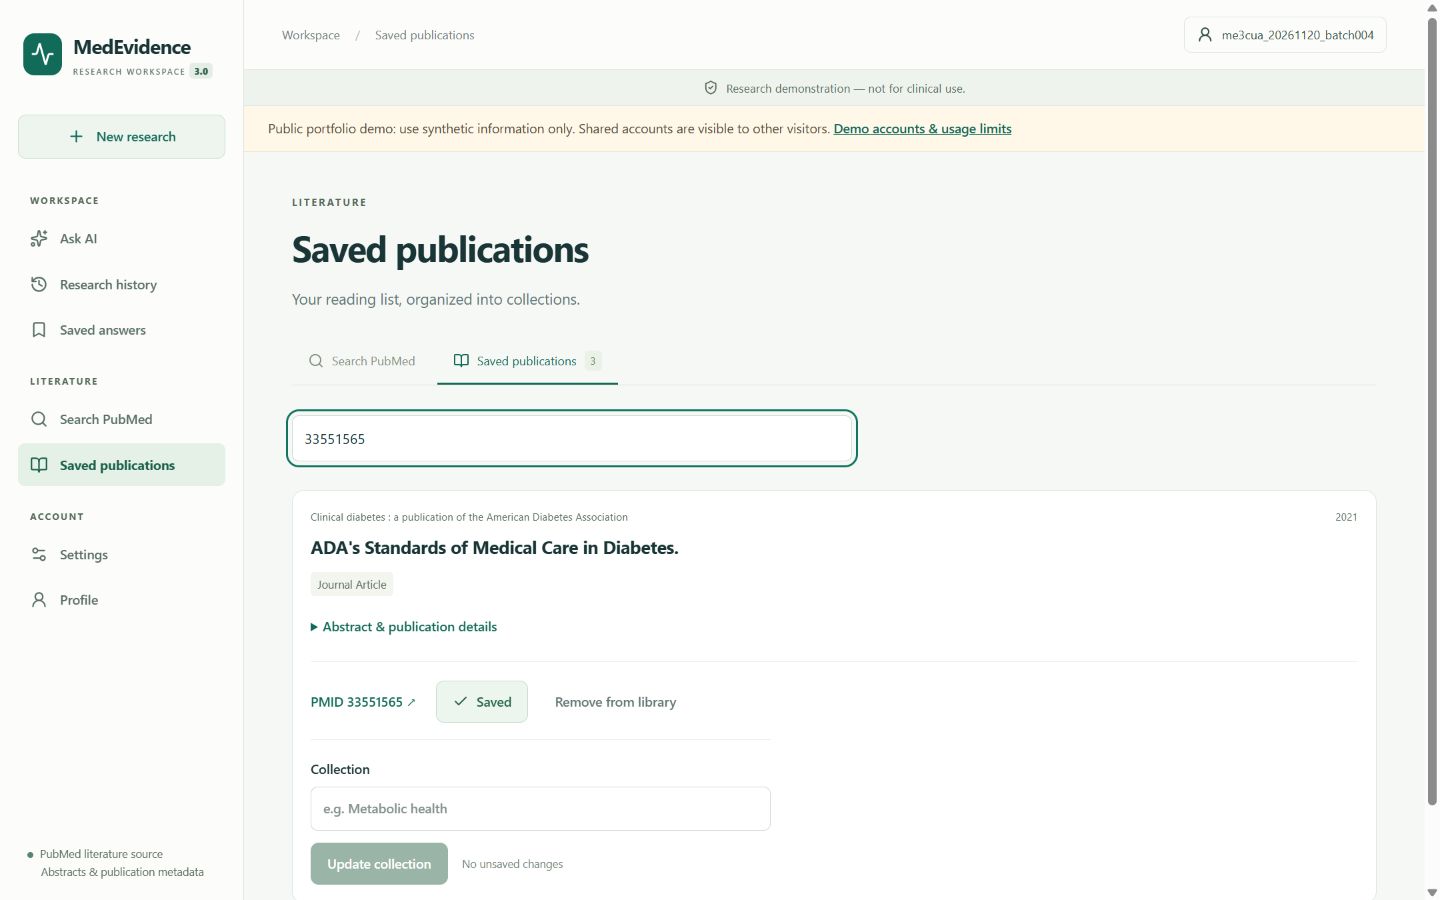 MedEvidence
RESEARCH WORKSPACE 3.0
New research
WORKSPACE
Ask AI
Research history
Saved answers
LITERATURE
Search PubMed
Saved publications
ACCOUNT
Settings
Profile
PubMed literature source
Abstracts & publication metadata
Workspace / Saved publications
me3cua_20261120_batch004
Research demonstration — not for clinical use.
Public portfolio demo: use synthetic information only. Shared accounts are visible to other visitors. Demo accounts & usage limits
LITERATURE
Saved publications
Your reading list, organized into collections.
Search PubMed
Saved publications 3
33551565
Clinical diabetes : a publication of the American Diabetes Association 2021
ADA's Standards of Medical Care in Diabetes.
Journal Article
Abstract & publication details
PMID 33551565 ↗ Saved Remove from library
Collection
e.g. Metabolic health
Update collection No unsaved changes